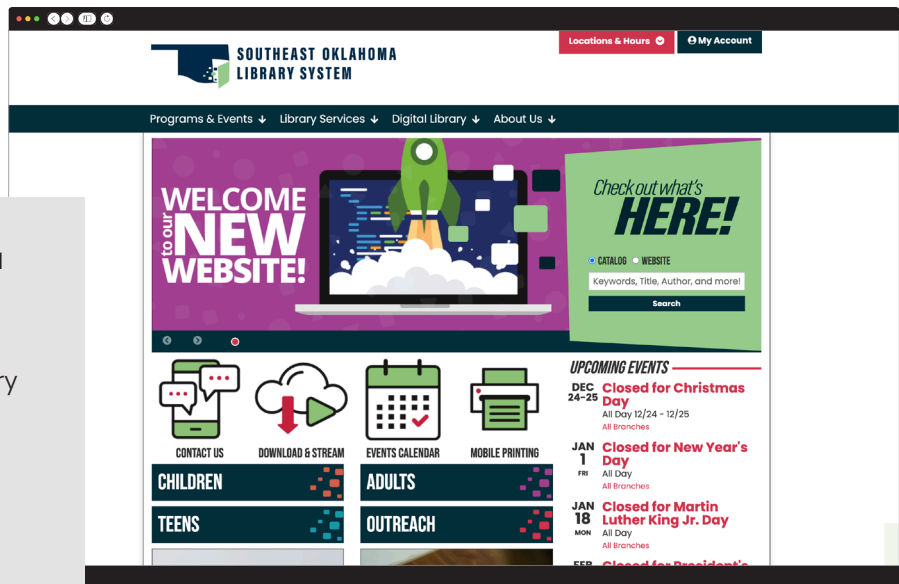 SOUTHEAST OKLAHOMA
LIBRARY SYSTEM
Locations & Hours
My Account
Programs & Events
Library Services
Digital Library
About Us
WELCOME
to our
NEW
WEBSITE!
Check out what's
HERE!
CATALOG
WEBSITE
Keywords, Title, Author, and more!
Search
CONTACT US
DOWNLOAD & STREAM
EVENTS CALENDAR
MOBILE PRINTING
CHILDREN
ADULTS
TEENS
OUTREACH
UPCOMING EVENTS
DEC
24-25
Closed for Christmas
Day
All Day 12/24 - 12/25
All Branches
JAN
1
FRI
Closed for New Year's
Day
All Day
All Branches
JAN
18
MON
Closed for Martin
Luther King Jr. Day
All Day
All Branches
FEB
Closed for President's